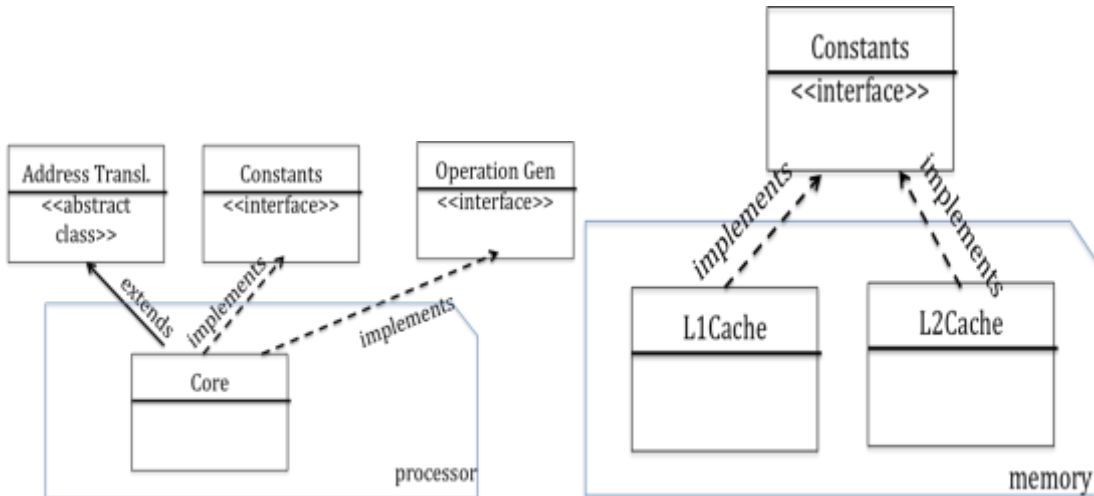 Address Transl.
<<abstract
class>>
Constants
<<interface>>
Operation Gen
<<interface>>
extends
implements
implements
Core
processor
Constants
<<interface>>
implements
implements
L1Cache
L2Cache
memory